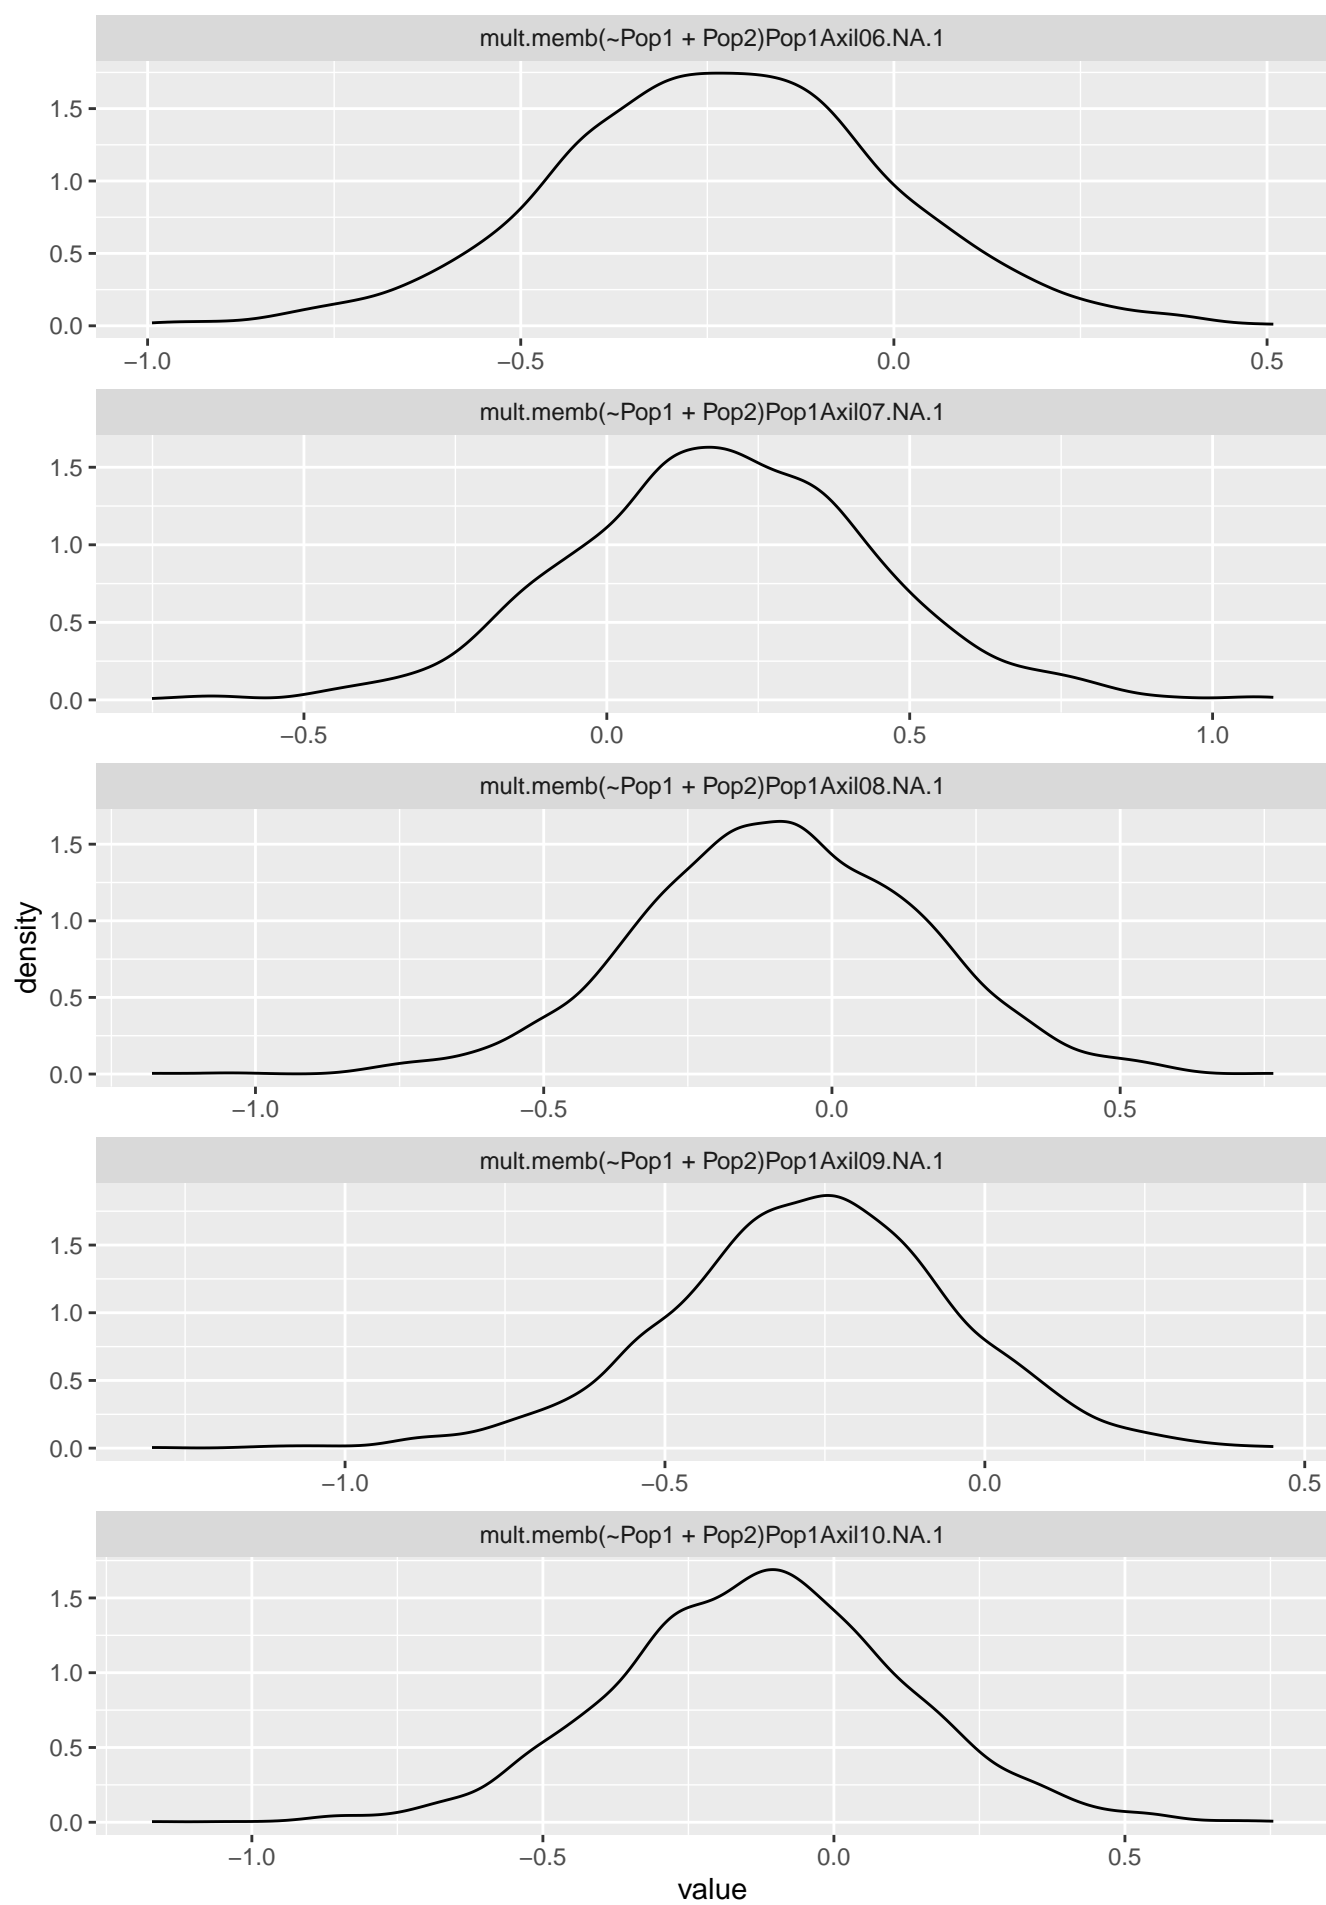 mult.memb(~Pop1 + Pop2)Pop1Axil06.NA.1
1.5
1.0
0.5
0.0
−1.0 −0.5 0.0 0.5
mult.memb(~Pop1 + Pop2)Pop1Axil07.NA.1
1.5
1.0
0.5
0.0
−0.5 0.0 0.5 1.0
mult.memb(~Pop1 + Pop2)Pop1Axil08.NA.1
1.5
1.0
0.5
0.0
−1.0 −0.5 0.0 0.5
density
mult.memb(~Pop1 + Pop2)Pop1Axil09.NA.1
1.5
1.0
0.5
0.0
−1.0 −0.5 0.0 0.5
mult.memb(~Pop1 + Pop2)Pop1Axil10.NA.1
1.5
1.0
0.5
0.0
−1.0 −0.5 0.0 0.5
value